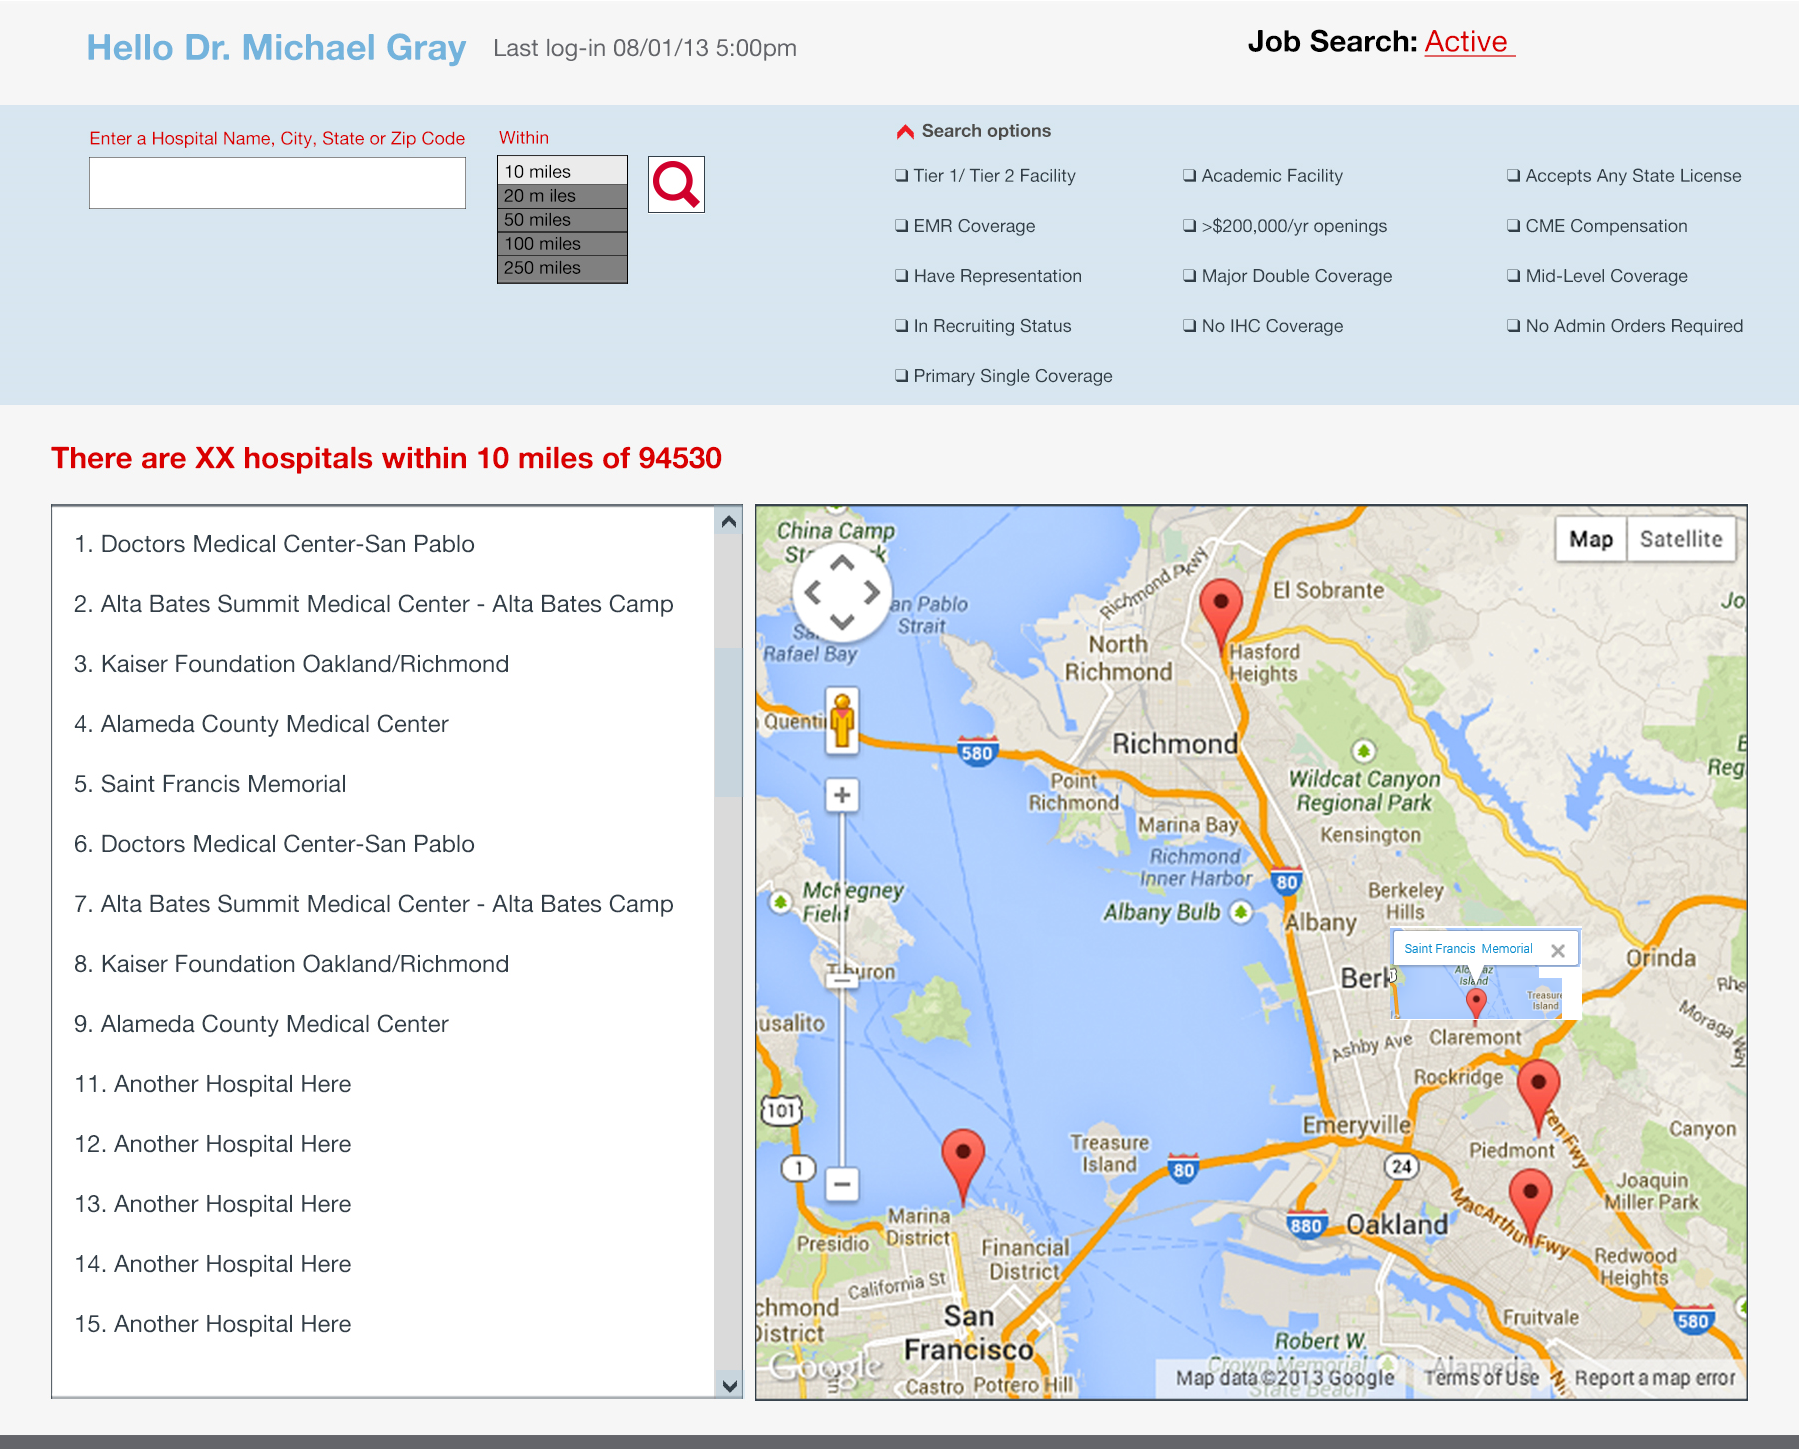 Hello Dr. Michael Gray
Last log-in 08/01/13 5:00pm
Job Search: Active
Enter a Hospital Name, City, State or Zip Code
Within
10 miles
20 m iles
50 miles
100 miles
250 miles
Search options
Tier 1/ Tier 2 Facility
Academic Facility
Accepts Any State License
EMR Coverage
>$200,000/yr openings
CME Compensation
Have Representation
Major Double Coverage
Mid-Level Coverage
In Recruiting Status
No IHC Coverage
No Admin Orders Required
Primary Single Coverage
There are XX hospitals within 10 miles of 94530
1. Doctors Medical Center-San Pablo
2. Alta Bates Summit Medical Center - Alta Bates Camp
3. Kaiser Foundation Oakland/Richmond
4. Alameda County Medical Center
5. Saint Francis Memorial
6. Doctors Medical Center-San Pablo
7. Alta Bates Summit Medical Center - Alta Bates Camp
8. Kaiser Foundation Oakland/Richmond
9. Alameda County Medical Center
11. Another Hospital Here
12. Another Hospital Here
13. Another Hospital Here
14. Another Hospital Here
15. Another Hospital Here
China Camp
Map
Satellite
Richmond Pkwy
El Sobrante
Jo
an Pablo
Strait
Rafael Bay
North
Richmond
Hasford
Heights
Quenti
580
Richmond
Point
Richmond
Wildcat Canyon
Regional Park
Reg
Marina Bay
Kensington
Richmond
Inner Harbor
80
Berkeley
Hills
McKegney
Field
Albany Bulb
Albany
Saint Francis Memorial
Orinda
Tiburon
Berk
Island
Treasure
Island
Rhe
Moraga Way
usalito
Ashby Ave
Claremont
Rockridge
101
Emeryville
Treasure
Island
80
1
24
Piedmont
Canyon
Joaquin
Miller Park
Marina
District
Presidio
880
Oakland
MacArthur Fwy
Financial
District
California St
Redwood
Heights
chmond
District
San
Francisco
Fruitvale
580
Robert W.
Crown Memorial
State Beach
Alameda
Google
Castro
Potrero Hill
Map data ©2013 Google
Terms of Use
Report a map error